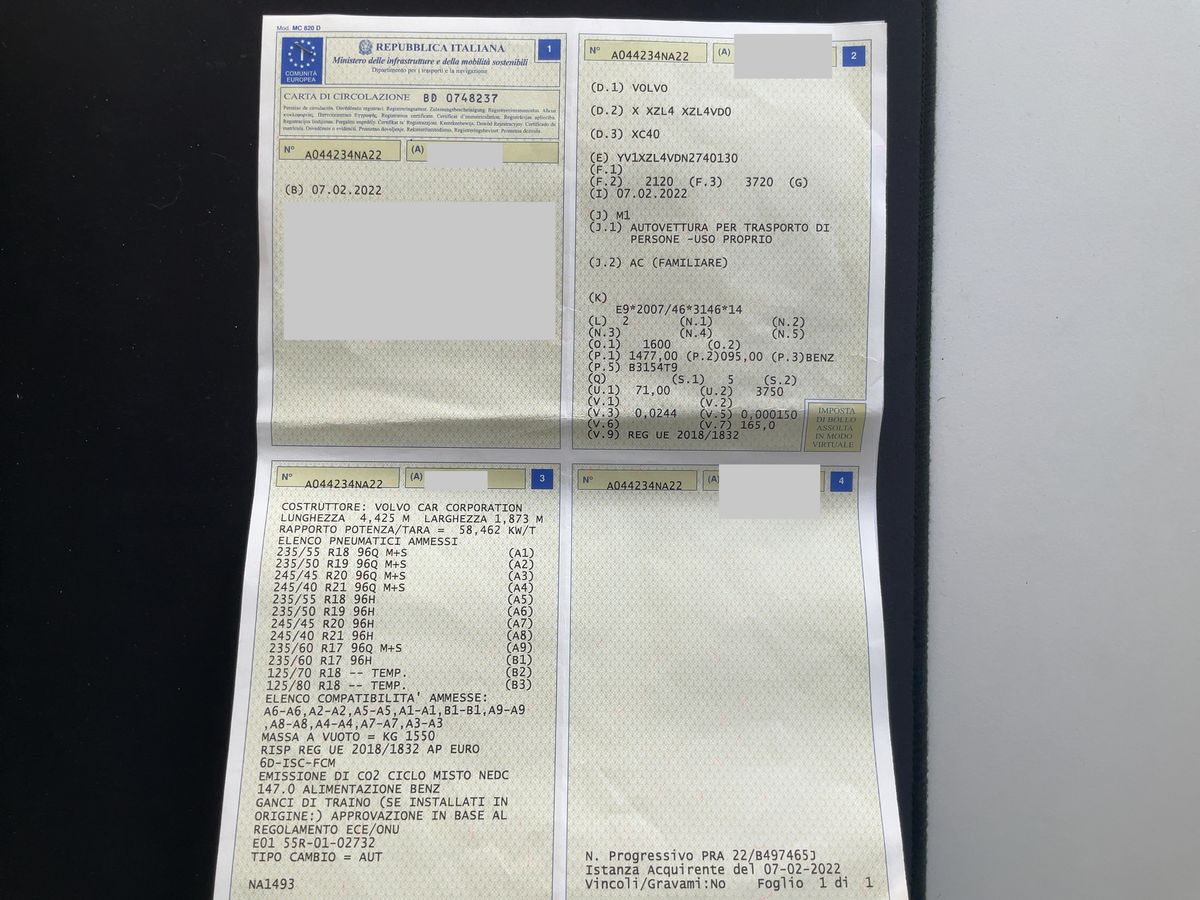 Mod. MC 820 D
COMUNITÀ
EUROPEA
REPUBBLICA ITALIANA
1
Ministero delle infrastrutture e della mobilità sostenibili
Dipartimento per i trasporti e la navigazione
CARTA DI CIRCOLAZIONE BD 0748237
N° A044234NA22 (A)
(B) 07.02.2022
N° A044234NA22 (A) 2
(D.1) VOLVO
(D.2) X XZL4 XZL4VD0
(D.3) XC40
(E) YV1XZL4VDN2740130
(F.1)
(F.2) 2120 (F.3) 3720 (G)
(I) 07.02.2022
(J) M1
(J.1) AUTOVETTURA PER TRASPORTO DI
PERSONE -USO PROPRIO
(J.2) AC (FAMILIARE)
(K)
E9*2007/46*3146*14
(L) 2 (N.1) (N.2)
(N.3) (N.4) (N.5)
(O.1) 1600 (O.2)
(P.1) 1477,00 (P.2)095,00 (P.3)BENZ
(P.5) B3154T9
(Q) (S.1) 5 (S.2)
(U.1) 71,00 (U.2) 3750
(V.1) (V.2)
(V.3) 0,0244 (V.5) 0,000150
(V.6) (V.7) 165,0
(V.9) REG UE 2018/1832
IMPOSTA
DI BOLLO
ASSOLTA
IN MODO
VIRTUALE
N° A044234NA22 (A) 3
COSTRUTTORE: VOLVO CAR CORPORATION
LUNGHEZZA 4,425 M LARGHEZZA 1,873 M
RAPPORTO POTENZA/TARA = 58,462 KW/T
ELENCO PNEUMATICI AMMESSI
235/55 R18 96Q M+S (A1)
235/50 R19 96Q M+S (A2)
245/45 R20 96Q M+S (A3)
245/40 R21 96Q M+S (A4)
235/55 R18 96H (A5)
235/50 R19 96H (A6)
245/45 R20 96H (A7)
245/40 R21 96H (A8)
235/60 R17 96Q M+S (A9)
235/60 R17 96H (B1)
125/70 R18 -- TEMP. (B2)
125/80 R18 -- TEMP. (B3)
ELENCO COMPATIBILITA' AMMESSE:
A6-A6,A2-A2,A5-A5,A1-A1,B1-B1,A9-A9
,A8-A8,A4-A4,A7-A7,A3-A3
MASSA A VUOTO = KG 1550
RISP REG UE 2018/1832 AP EURO
6D-ISC-FCM
EMISSIONE DI CO2 CICLO MISTO NEDC
147.0 ALIMENTAZIONE BENZ
GANCI DI TRAINO (SE INSTALLATI IN
ORIGINE:) APPROVAZIONE IN BASE AL
REGOLAMENTO ECE/ONU
E01 55R-01-02732
TIPO CAMBIO = AUT
NA1493
N° A044234NA22 (A) 4
N. Progressivo PRA 22/B497465J
Istanza Acquirente del 07-02-2022
Vincoli/Gravami:No Foglio 1 di 1